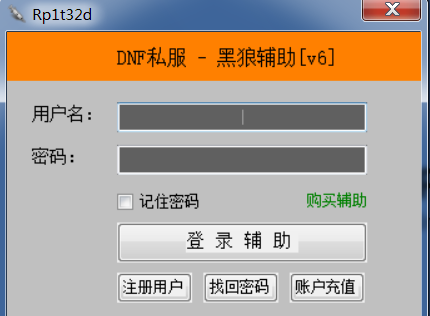 Rp1t32d
DNF私服 - 黑狼辅助[v6]
用户名：
密码：
记住密码 购买辅助
登 录 辅 助
注册用户 找回密码 账户充值